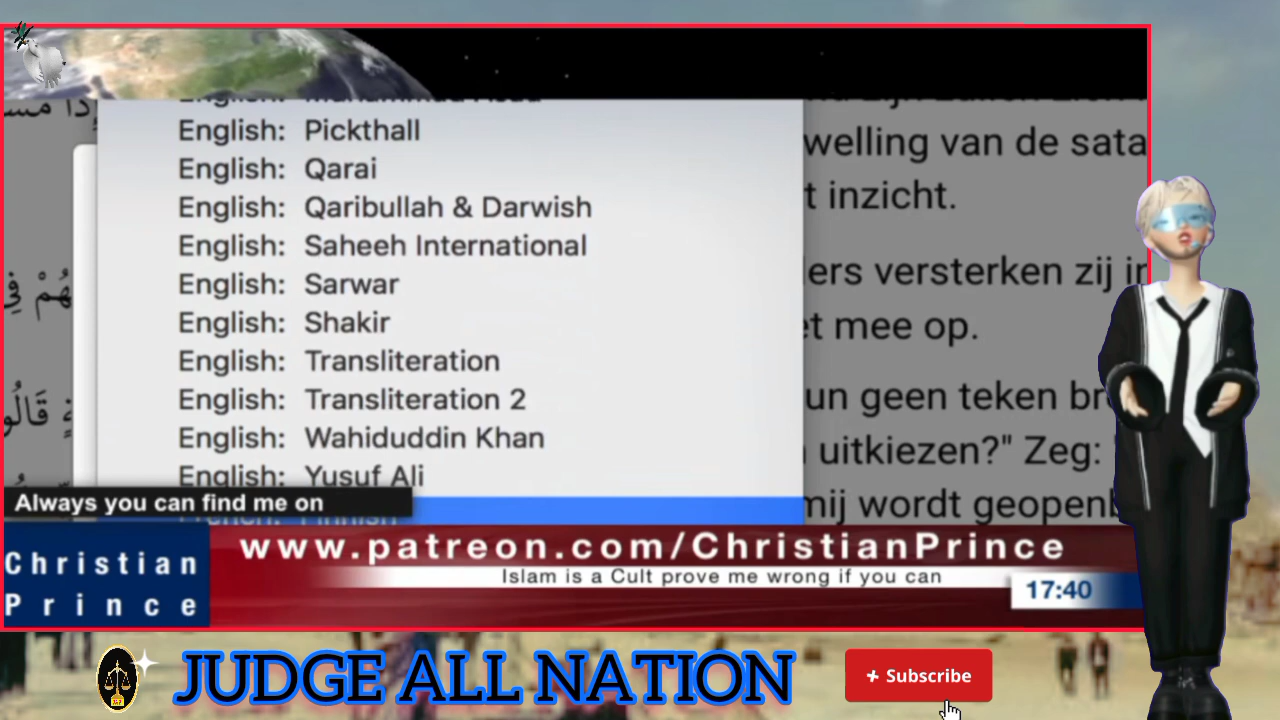 English: Pickthall
English: Qarai
English: Qaribullah & Darwish
English: Saheeh International
English: Sarwar
English: Shakir
English: Transliteration
English: Transliteration 2
English: Wahiduddin Khan
English: Yusuf Ali
welling van de sata
t inzicht.
ers versterken zij in
et mee op.
un geen teken br
uitkiezen?" Zeg:
mij wordt geopenb
هُمْ فِي
قَالُو
Always you can find me on
Christian
Prince
www.patreon.com/ChristianPrince
Islam is a Cult prove me wrong if you can
17:40
JUDGE ALL NATION
+ Subscribe